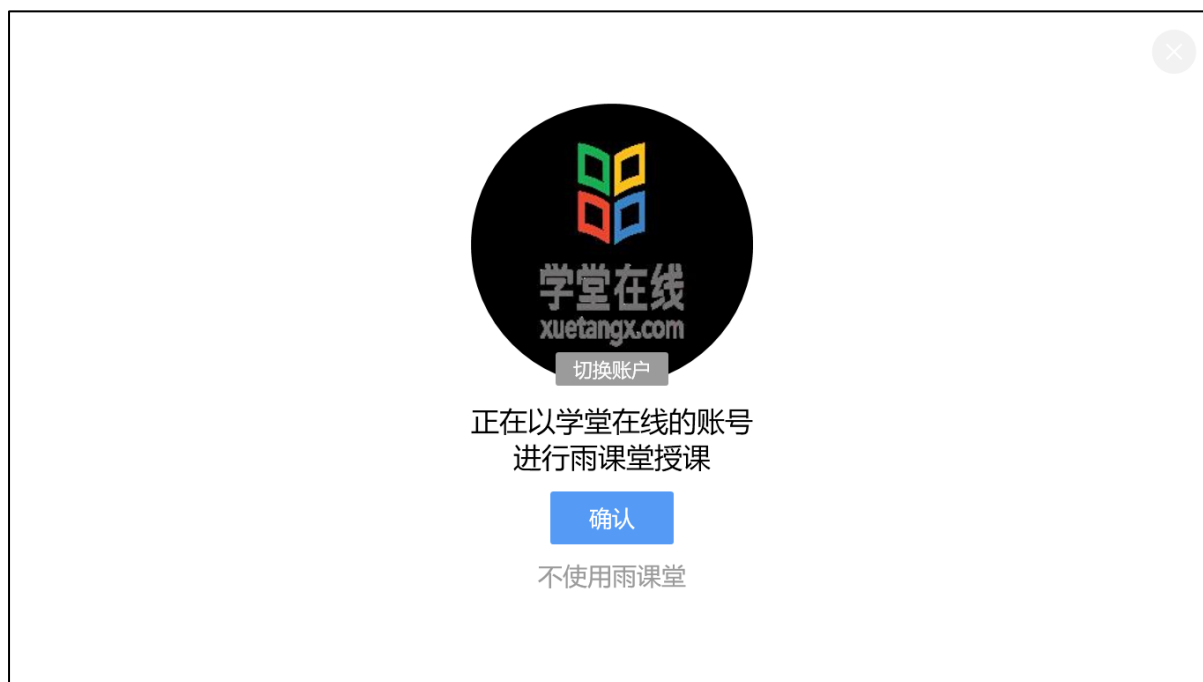 学堂在线
xuetangx.com
切换账户
正在以学堂在线的账号
进行雨课堂授课
确认
不使用雨课堂